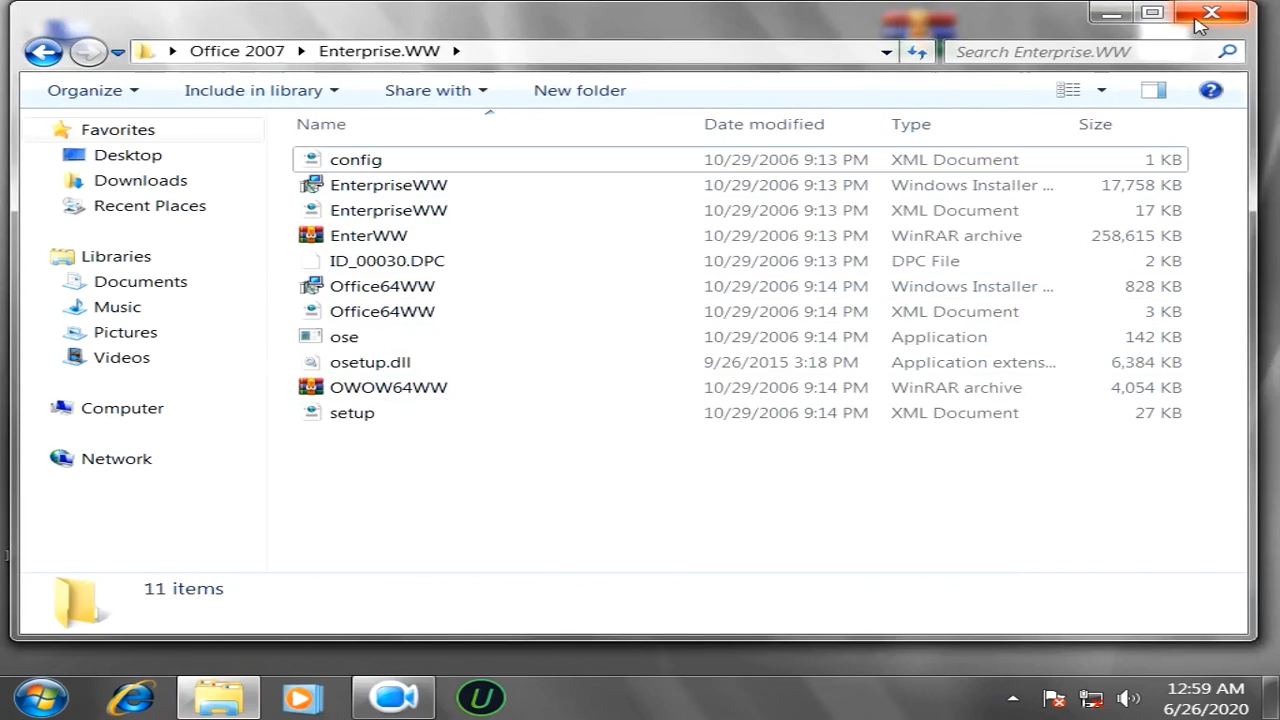 Office 2007 Enterprise.WW Search Enterprise.WW
Organize Include in library Share with New folder
Name Date modified Type Size
Favorites
Desktop
Downloads
Recent Places
Libraries
Documents
Music
Pictures
Videos
Computer
Network
config 10/29/2006 9:13 PM XML Document 1 KB
EnterpriseWW 10/29/2006 9:13 PM Windows Installer ... 17,758 KB
EnterpriseWW 10/29/2006 9:13 PM XML Document 17 KB
EnterWW 10/29/2006 9:13 PM WinRAR archive 258,615 KB
ID_00030.DPC 10/29/2006 9:13 PM DPC File 2 KB
Office64WW 10/29/2006 9:14 PM Windows Installer ... 828 KB
Office64WW 10/29/2006 9:14 PM XML Document 3 KB
ose 10/29/2006 9:14 PM Application 142 KB
osetup.dll 9/26/2015 3:18 PM Application extens... 6,384 KB
OWOW64WW 10/29/2006 9:14 PM WinRAR archive 4,054 KB
setup 10/29/2006 9:14 PM XML Document 27 KB
11 items
12:59 AM
6/26/2020